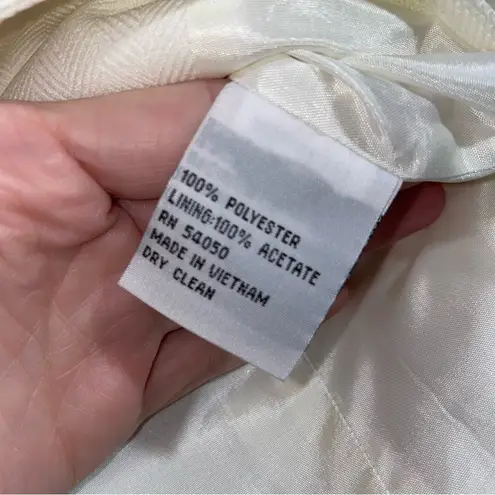 100% POLYESTER
LINING:100% ACETATE
RN 54050
MADE IN VIETNAM
DRY CLEAN